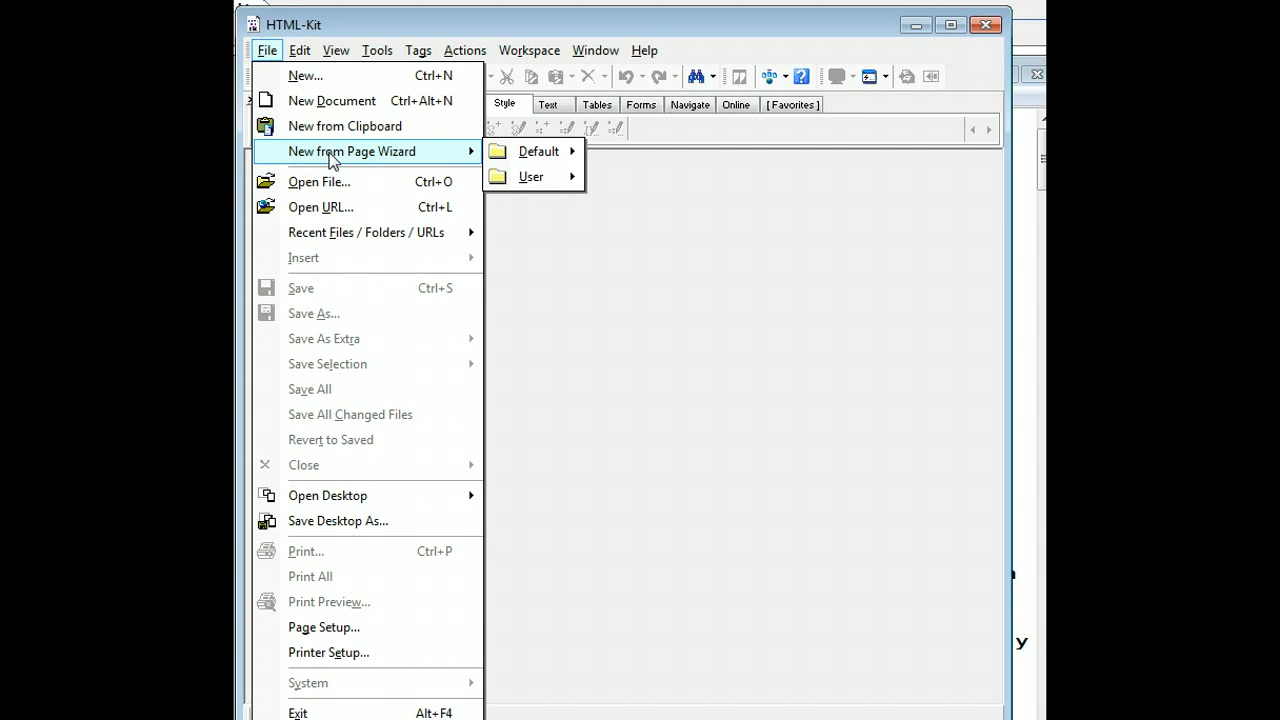 HTML-Kit
File Edit View Tools Tags Actions Workspace Window Help
New... Ctrl+N
Style Text Tables Forms Navigate Online [ Favorites ]
New Document Ctrl+Alt+N
New from Clipboard
New from Page Wizard
Default
User
Open File... Ctrl+O
Open URL... Ctrl+L
Recent Files / Folders / URLs
Insert
Save Ctrl+S
Save As...
Save As Extra
Save Selection
Save All
Save All Changed Files
Revert to Saved
Close
Open Desktop
Save Desktop As...
Print... Ctrl+P
Print All
Print Preview...
Page Setup...
Printer Setup...
System
Exit Alt+F4